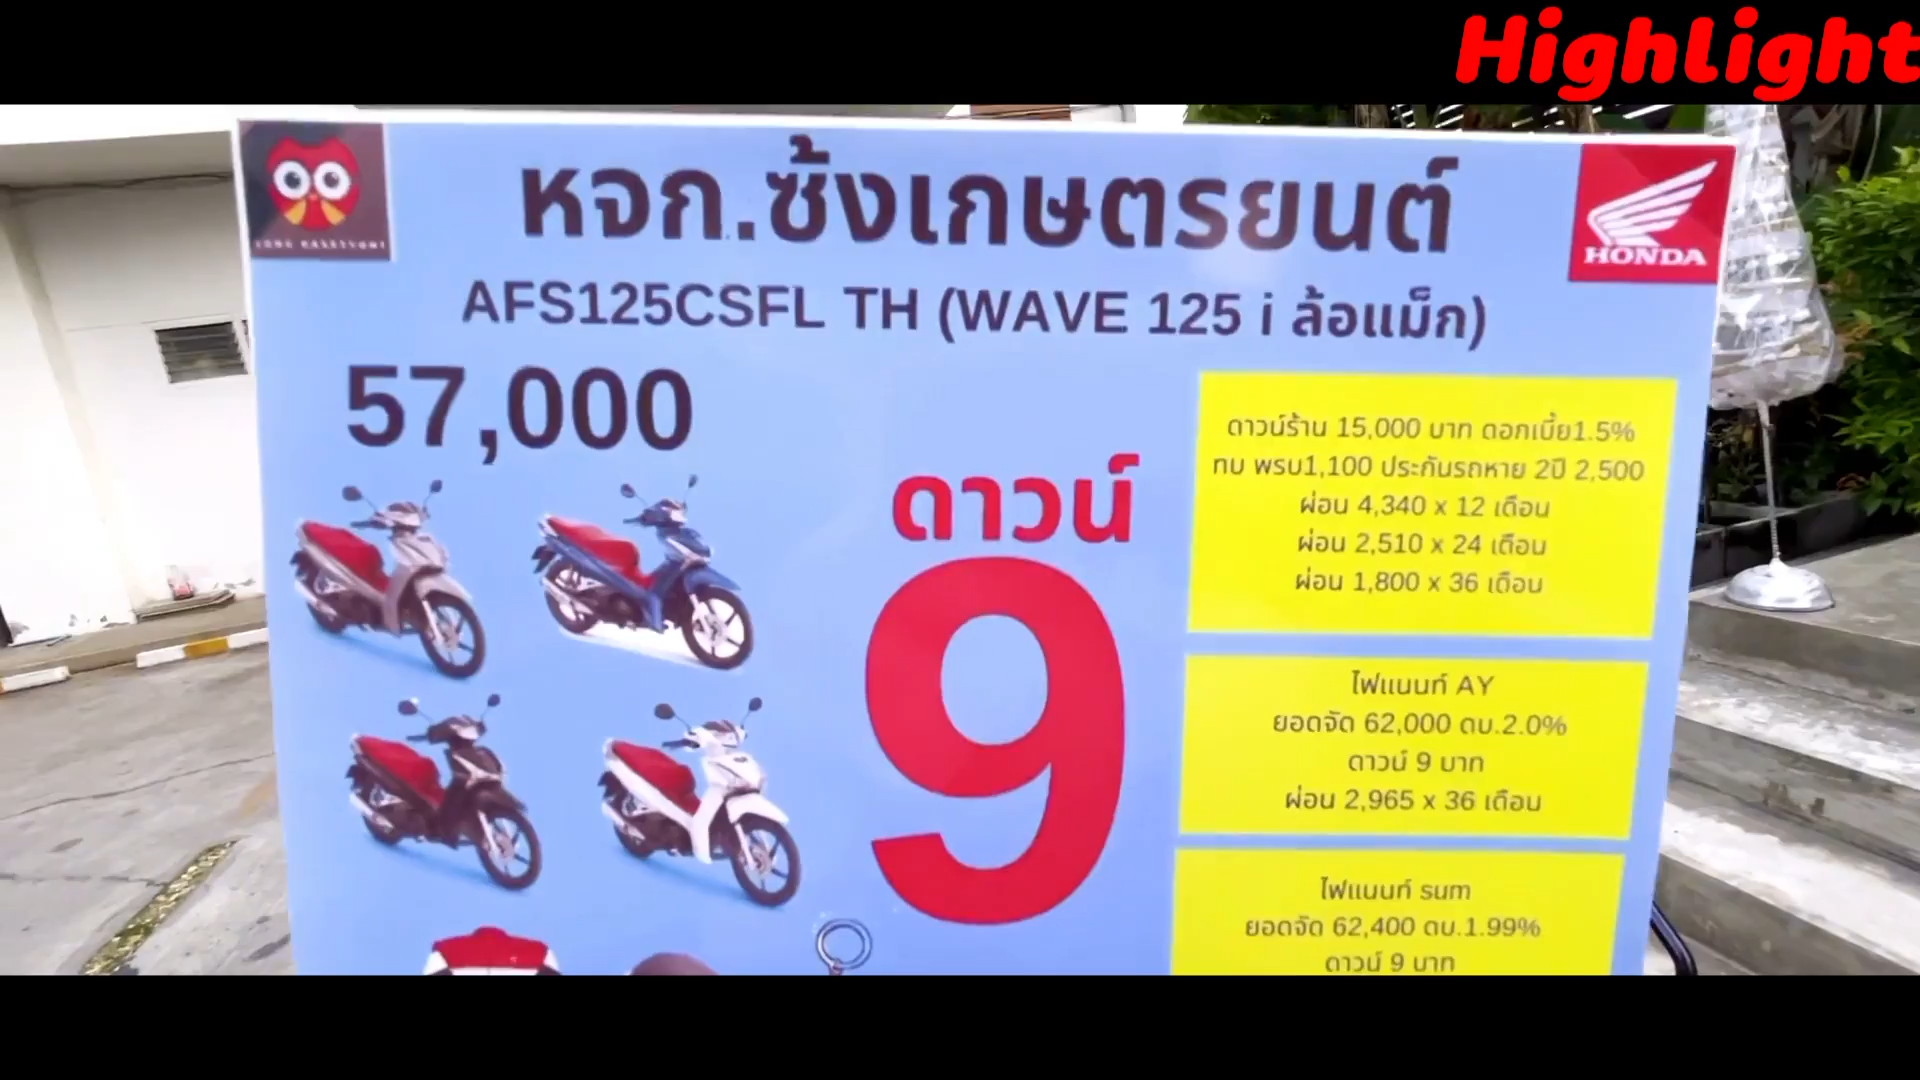 Highlight
หจก.ซ้งเกษตรยนต์
HONDA
AFS125CSFL TH (WAVE 125 i ล้อแม็ก)
57,000
ดาวน์
9
ดาวน์ร้าน 15,000 บาท ดอกเบี้ย1.5%
ทบ พรบ1,100 ประกันรถหาย 2ปี 2,500
ผ่อน 4,340 x 12 เดือน
ผ่อน 2,510 x 24 เดือน
ผ่อน 1,800 x 36 เดือน
ไฟแนนท์ AY
ยอดจัด 62,000 ดบ.2.0%
ดาวน์ 9 บาท
ผ่อน 2,965 x 36 เดือน
ไฟแนนท์ sum
ยอดจัด 62,400 ดบ.1.99%
ดาวน์ 9 บาท